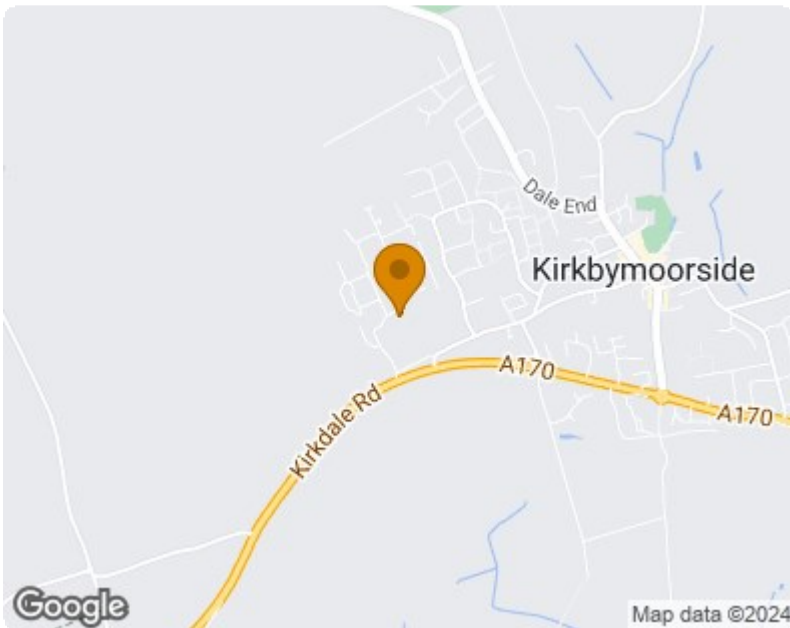 Dale End
Kirkbymoorside
A170
Kirkdale Rd
A170
Google
Map data ©2024